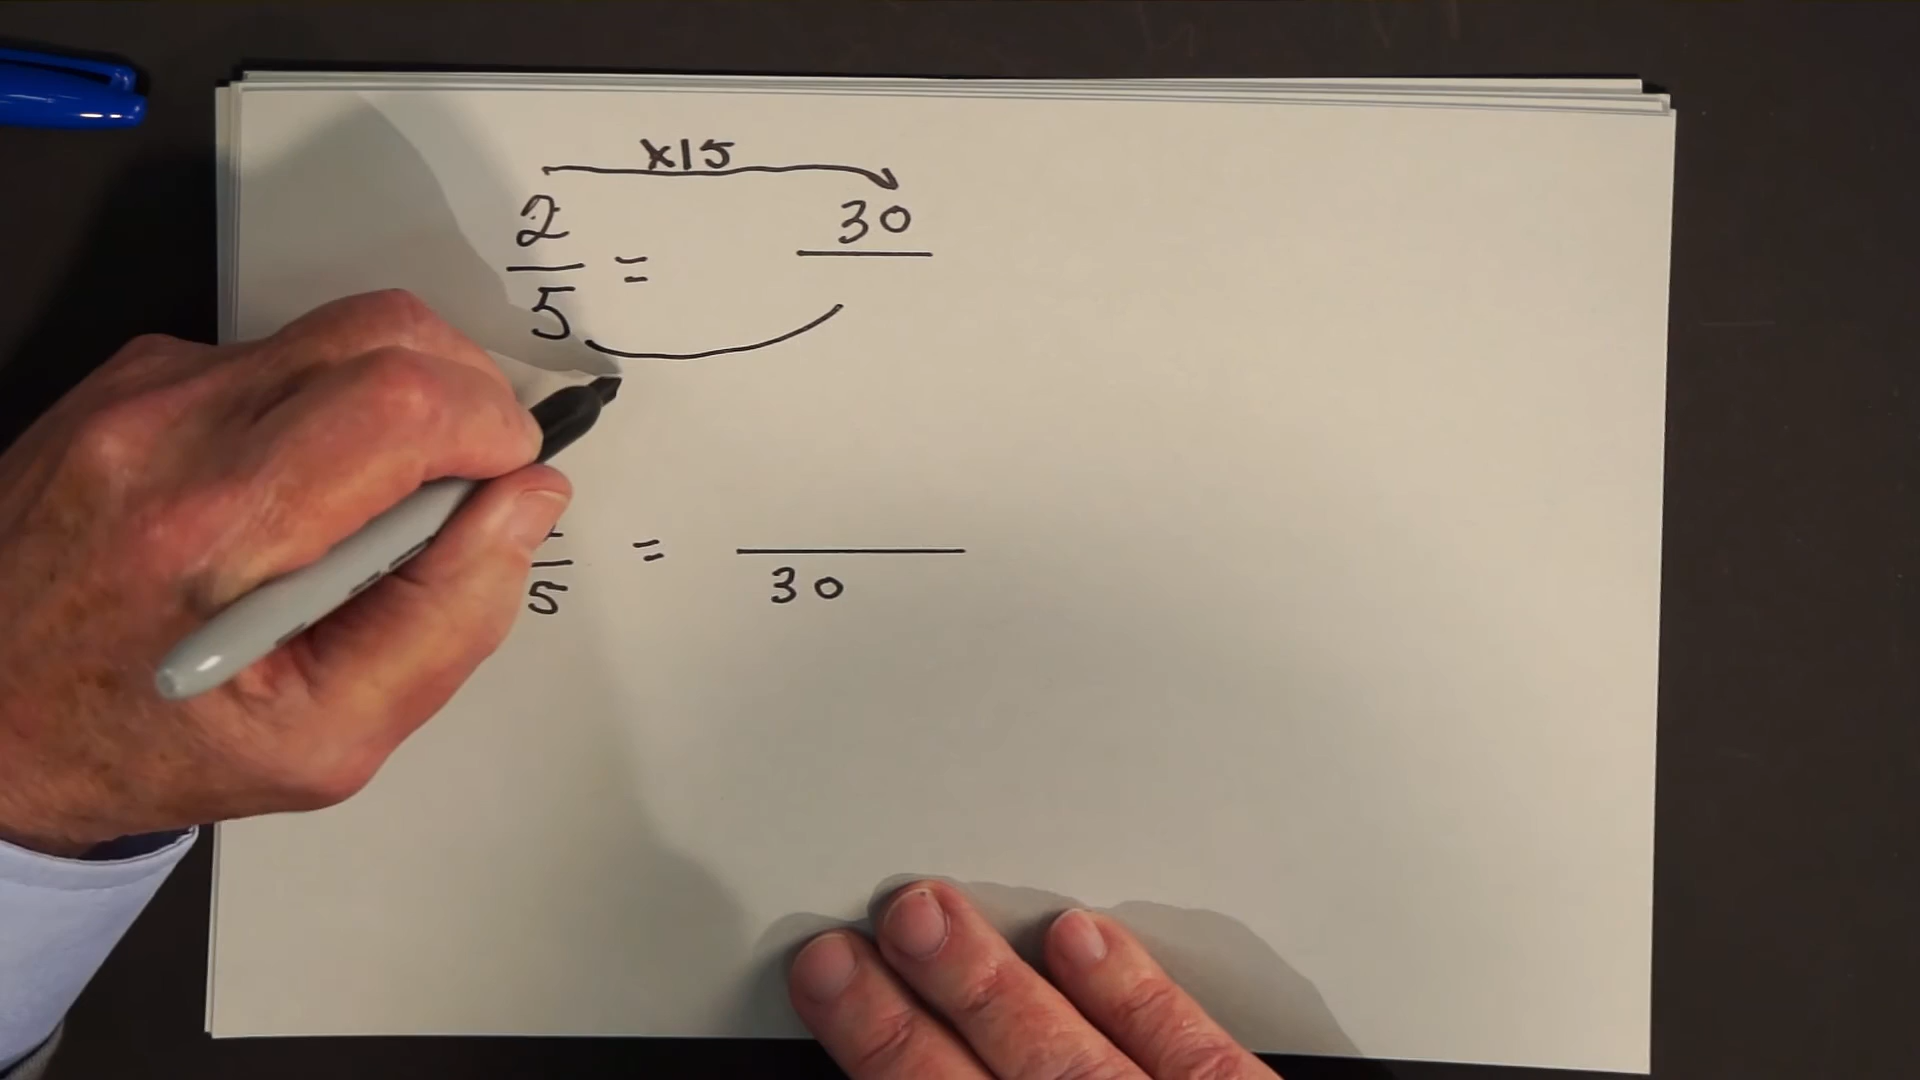 x15
2/5 = 30/
/5 = /30